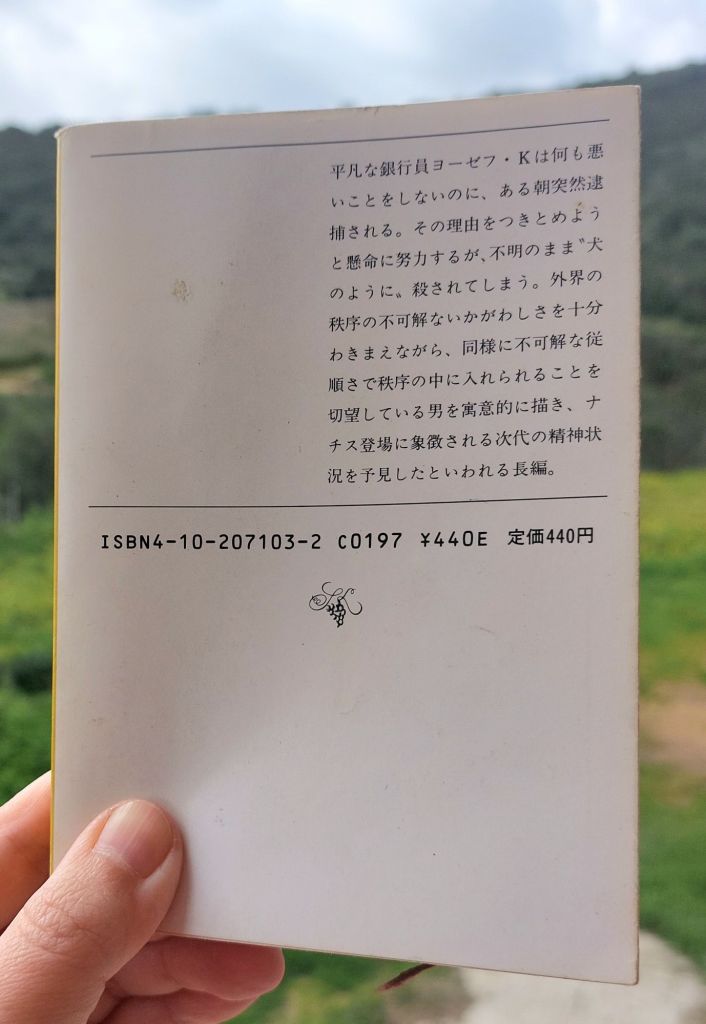 平凡な銀行員ヨーゼフ・Kは何も悪
いことをしないのに、ある朝突然逮
捕される。その理由をつきとめよう
と懸命に努力するが、不明のまま〝犬
のように〟殺されてしまう。外界の
秩序の不可解ないかがわしさを十分
わきまえながら、同様に不可解な従
順さで秩序の中に入れられることを
切望している男を寓意的に描き、ナ
チス登場に象徴される次代の精神状
況を予見したといわれる長編。
ISBN4-10-207103-2 C0197 ¥440E 定価440円